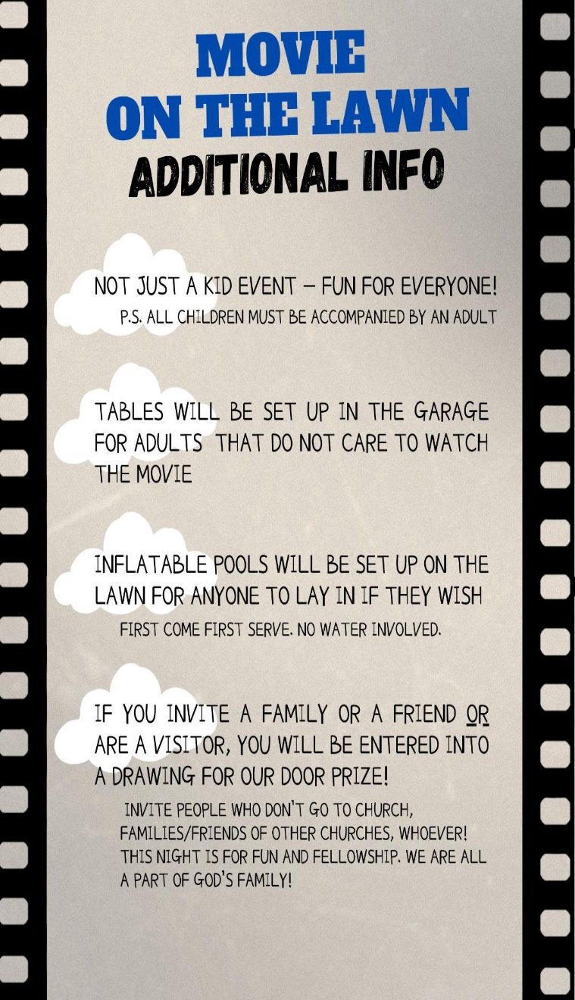 MOVIE
ON THE LAWN
ADDITIONAL INFO
NOT JUST A KID EVENT – FUN FOR EVERYONE!
P.S. ALL CHILDREN MUST BE ACCOMPANIED BY AN ADULT
TABLES WILL BE SET UP IN THE GARAGE
FOR ADULTS THAT DO NOT CARE TO WATCH
THE MOVIE
INFLATABLE POOLS WILL BE SET UP ON THE
LAWN FOR ANYONE TO LAY IN IF THEY WISH
FIRST COME FIRST SERVE. NO WATER INVOLVED.
IF YOU INVITE A FAMILY OR A FRIEND OR
ARE A VISITOR, YOU WILL BE ENTERED INTO
A DRAWING FOR OUR DOOR PRIZE!
INVITE PEOPLE WHO DON'T GO TO CHURCH,
FAMILIES/FRIENDS OF OTHER CHURCHES, WHOEVER!
THIS NIGHT IS FOR FUN AND FELLOWSHIP. WE ARE ALL
A PART OF GOD'S FAMILY!